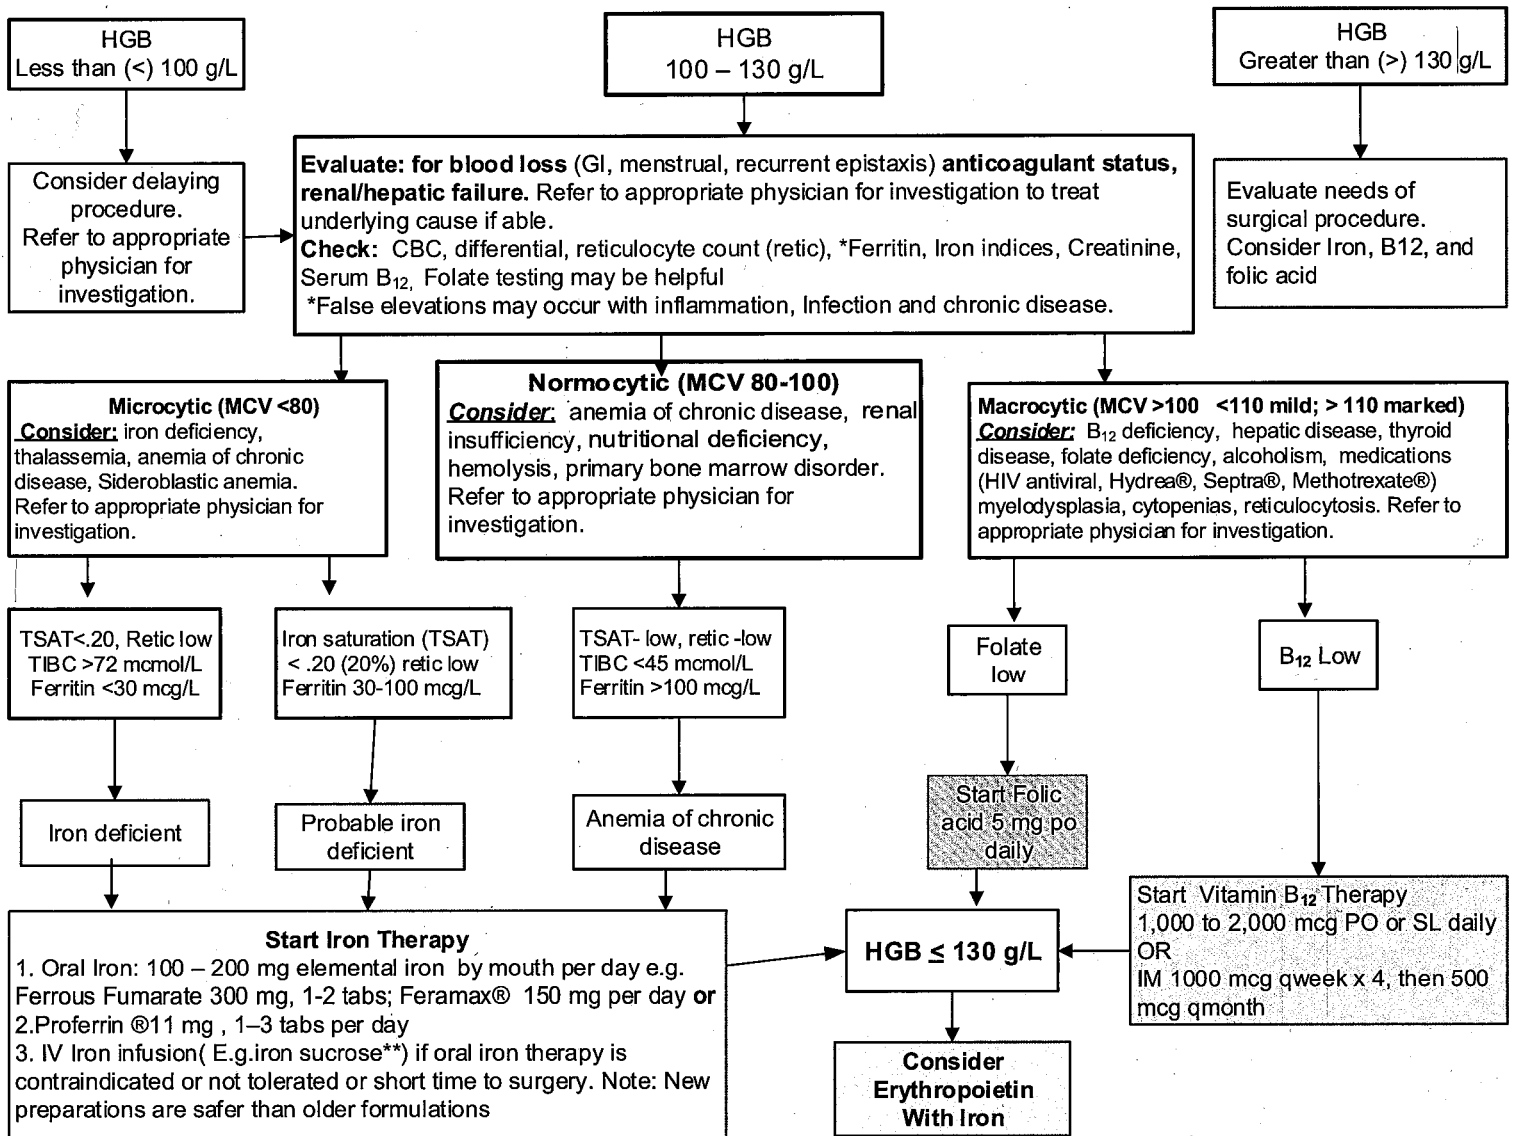 HGB
Less than (<) 100 g/L
HGB
100 – 130 g/L
HGB
Greater than (>) 130 g/L
Consider delaying
procedure.
Refer to appropriate
physician for
investigation.
Evaluate: for blood loss (GI, menstrual, recurrent epistaxis) anticoagulant status,
renal/hepatic failure. Refer to appropriate physician for investigation to treat
underlying cause if able.
Check: CBC, differential, reticulocyte count (retic), *Ferritin, Iron indices, Creatinine,
Serum B12, Folate testing may be helpful
*False elevations may occur with inflammation, Infection and chronic disease.
Evaluate needs of
surgical procedure.
Consider Iron, B12, and
folic acid
Microcytic (MCV <80)
Consider: iron deficiency,
thalassemia, anemia of chronic
disease, Sideroblastic anemia.
Refer to appropriate physician for
investigation.
Normocytic (MCV 80-100)
Consider: anemia of chronic disease, renal
insufficiency, nutritional deficiency,
hemolysis, primary bone marrow disorder.
Refer to appropriate physician for
investigation.
Macrocytic (MCV >100 <110 mild; > 110 marked)
Consider: B12 deficiency, hepatic disease, thyroid
disease, folate deficiency, alcoholism, medications
(HIV antiviral, Hydrea®, Septra®, Methotrexate®)
myelodysplasia, cytopenias, reticulocytosis. Refer to
appropriate physician for investigation.
TSAT<.20, Retic low
TIBC >72 mcmol/L
Ferritin <30 mcg/L
Iron saturation (TSAT)
< .20 (20%) retic low
Ferritin 30-100 mcg/L
TSAT- low, retic -low
TIBC <45 mcmol/L
Ferritin >100 mcg/L
Folate
low
B12 Low
Iron deficient
Probable iron
deficient
Anemia of chronic
disease
Start Folic
acid 5 mg po
daily
Start Iron Therapy
1. Oral Iron: 100 – 200 mg elemental iron by mouth per day e.g.
Ferrous Fumarate 300 mg, 1-2 tabs; Feramax® 150 mg per day or
2.Proferrin ®11 mg , 1–3 tabs per day
3. IV Iron infusion( E.g.iron sucrose**) if oral iron therapy is
contraindicated or not tolerated or short time to surgery. Note: New
preparations are safer than older formulations
HGB ≤ 130 g/L
Start Vitamin B12 Therapy
1,000 to 2,000 mcg PO or SL daily
OR
IM 1000 mcg qweek x 4, then 500
mcg qmonth
Consider
Erythropoietin
With Iron